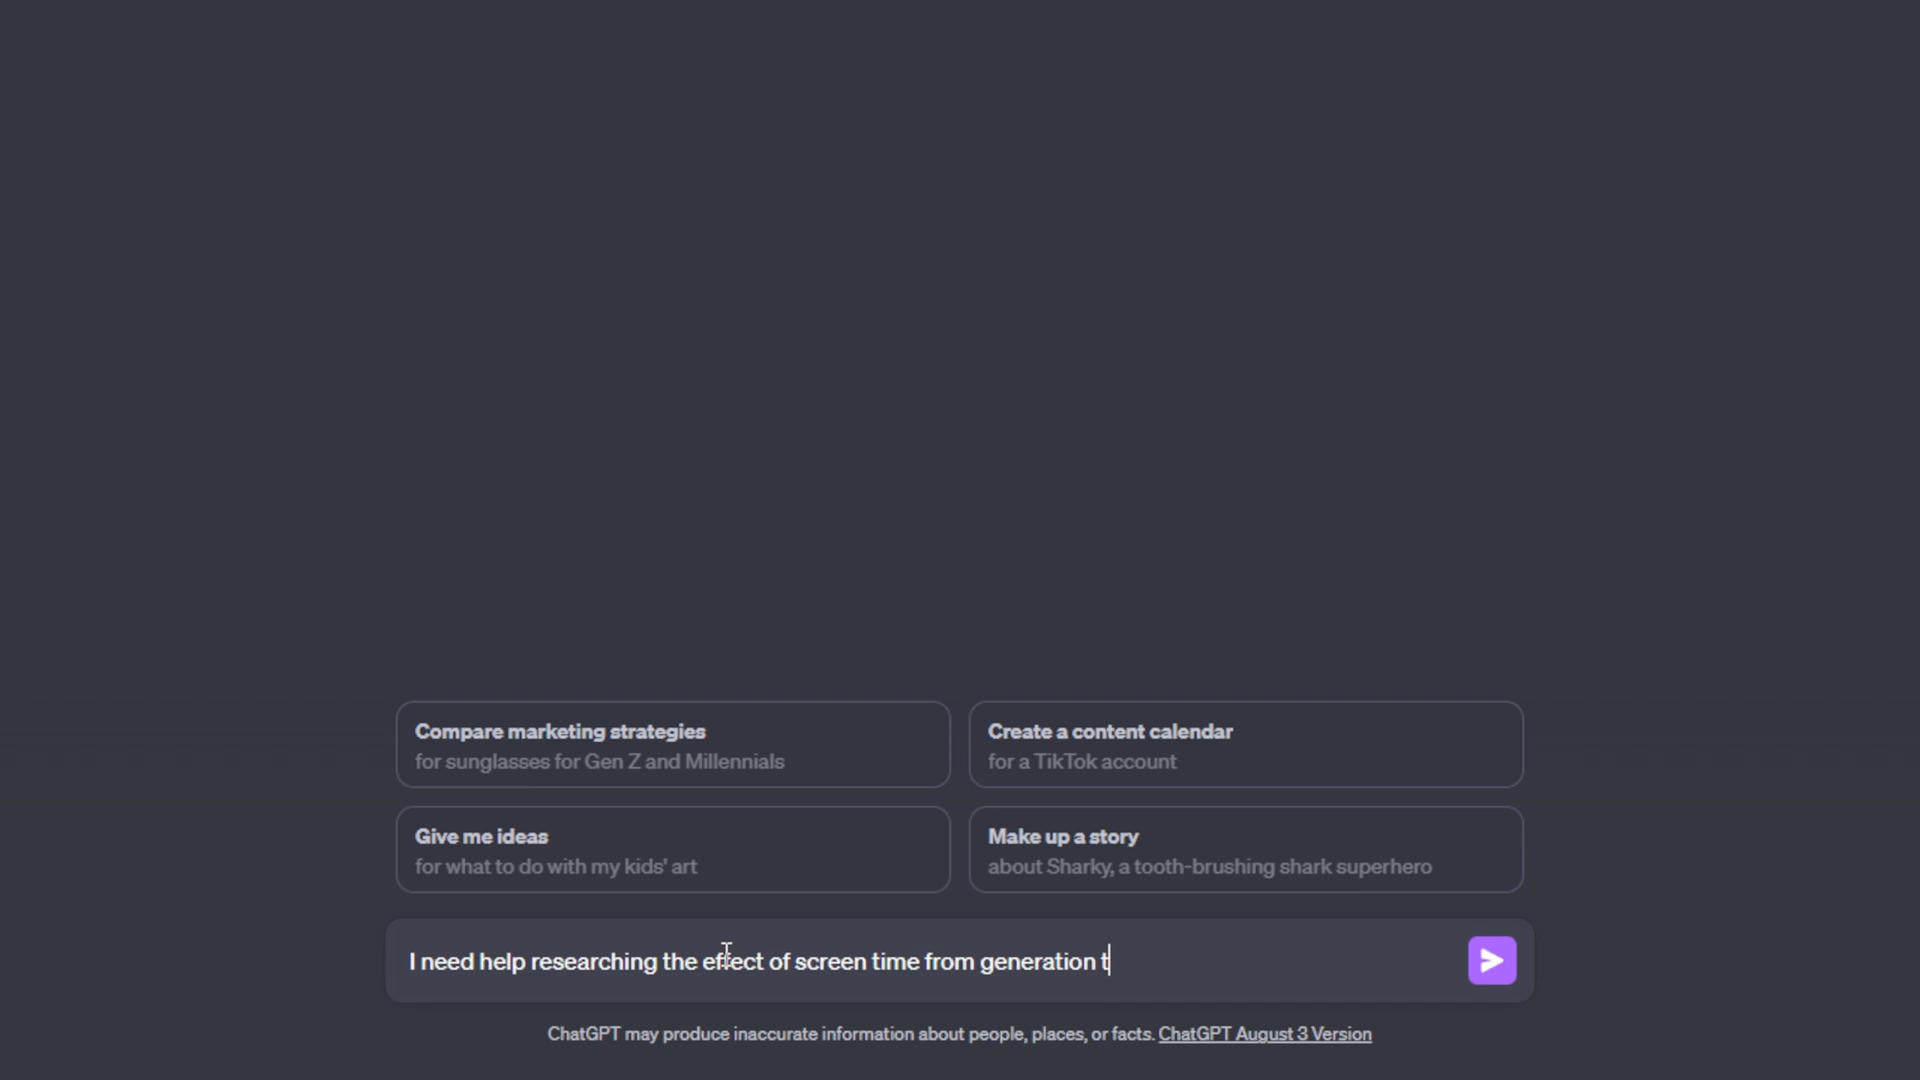 Compare marketing strategies
for sunglasses for Gen Z and Millennials
Create a content calendar
for a TikTok account
Give me ideas
for what to do with my kids' art
Make up a story
about Sharky, a tooth-brushing shark superhero
I need help researching the effect of screen time from generation t
ChatGPT may produce inaccurate information about people, places, or facts. ChatGPT August 3 Version